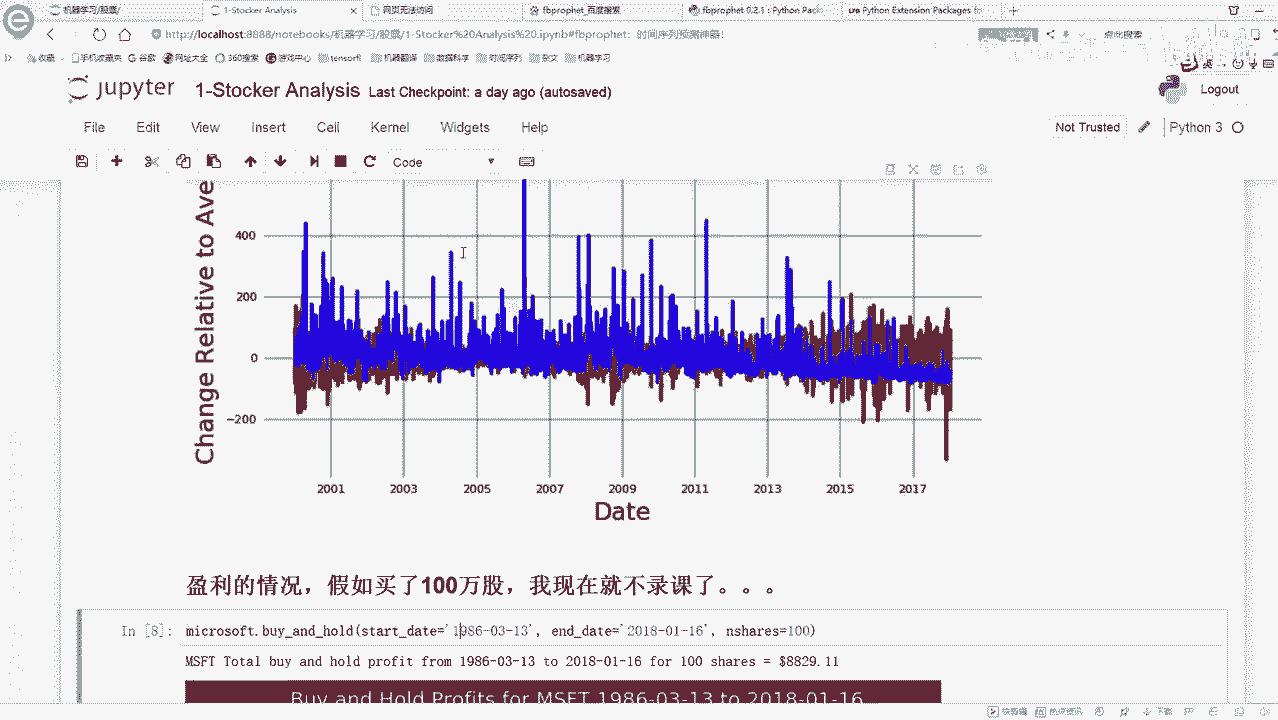 机器学习/股票/
1-Stocker Analysis
网页无法访问
fbprophet_百度搜索
fbprophet 0.2.1 : Python Pack
Python Extension Packages fo
http://localhost:8888/notebooks/机器学习/股票/1-Stocker%20Analysis%20.ipynb#fbprophet：时间序列预测神器！
点此搜索
收藏 手机收藏夹 谷歌 网址大全 360搜索 游戏中心 tensorfl 机器翻译 数据科学 时间序列 杂文 机器学习
jupyter 1-Stocker Analysis Last Checkpoint: a day ago (autosaved)
Logout
File Edit View Insert Cell Kernel Widgets Help
Not Trusted
Python 3
Code
Change Relative to Ave
400
200
0
−200
2001 2003 2005 2007 2009 2011 2013 2015 2017
Date
盈利的情况，假如买了100万股，我现在就不录课了。。。
In [8]: microsoft.buy_and_hold(start_date='1986-03-13', end_date='2018-01-16', nshares=100)
MSFT Total buy and hold profit from 1986-03-13 to 2018-01-16 for 100 shares = $8829.11
Buy and Hold Profits for MSFT 1986-03-13 to 2018-01-16
下载